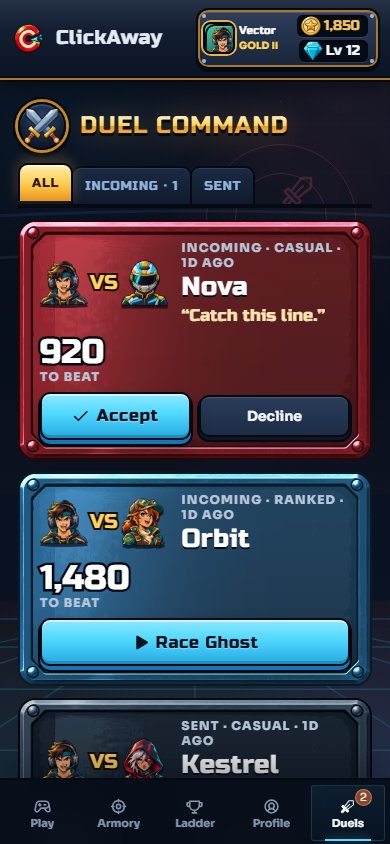 ClickAway
Vector
GOLD II
1,850
Lv 12
DUEL COMMAND
ALL
INCOMING · 1
SENT
INCOMING · CASUAL ·
1D AGO
VS
Nova
“Catch this line.”
920
TO BEAT
Accept
Decline
INCOMING · RANKED ·
1D AGO
VS
Orbit
1,480
TO BEAT
Race Ghost
SENT · CASUAL · 1D
AGO
VS
Kestrel
Play
Armory
Ladder
Profile
2
Duels